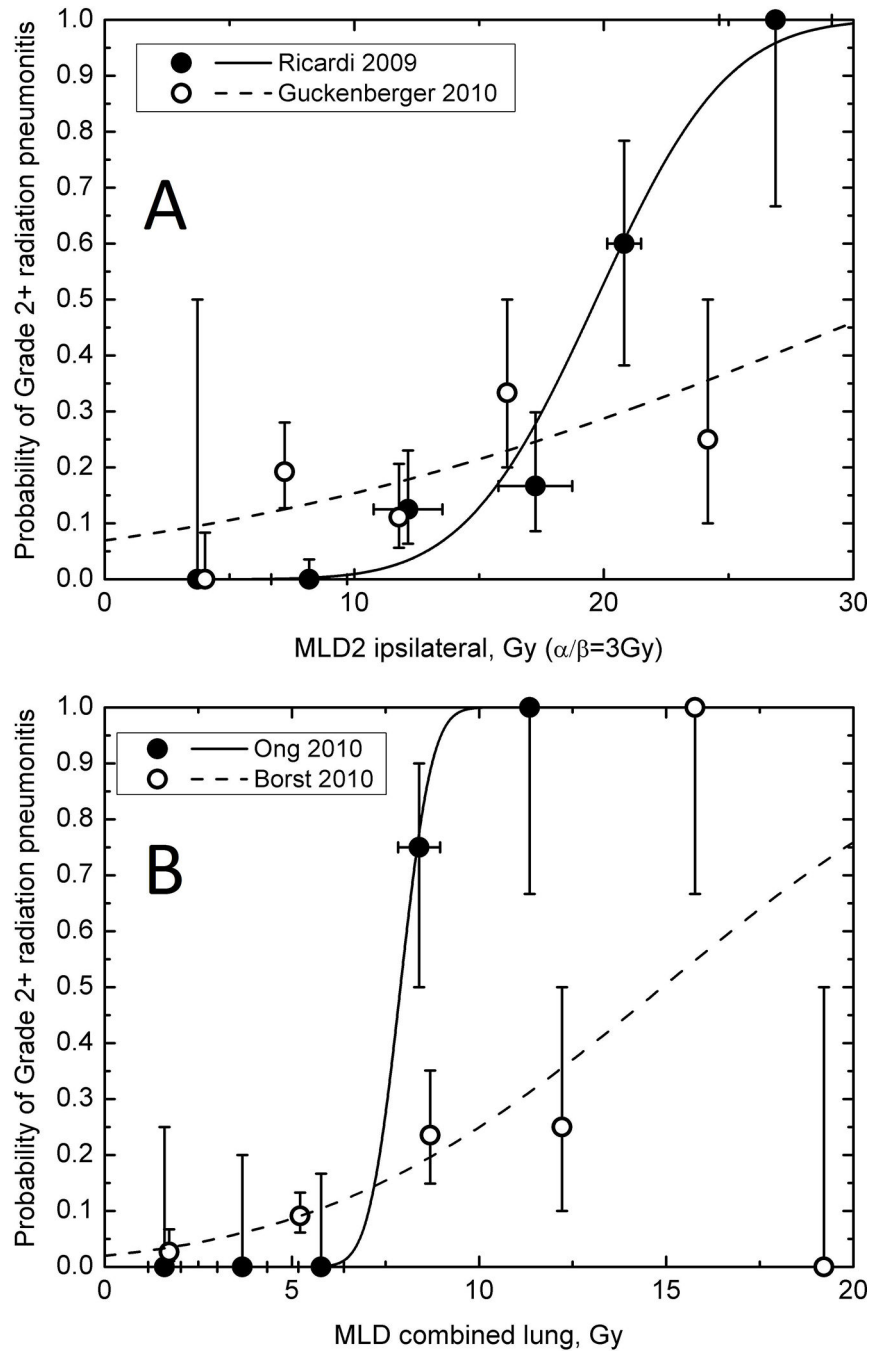 1.0
0.9
0.8
0.7
0.6
0.5
0.4
0.3
0.2
0.1
0.0
Probability of Grade 2+ radiation pneumonitis
Ricardi 2009
Guckenberger 2010
A
0 10 20 30
MLD2 ipsilateral, Gy (α/β=3Gy)
1.0
0.9
0.8
0.7
0.6
0.5
0.4
0.3
0.2
0.1
0.0
Probability of Grade 2+ radiation pneumonitis
Ong 2010
Borst 2010
B
0 5 10 15 20
MLD combined lung, Gy